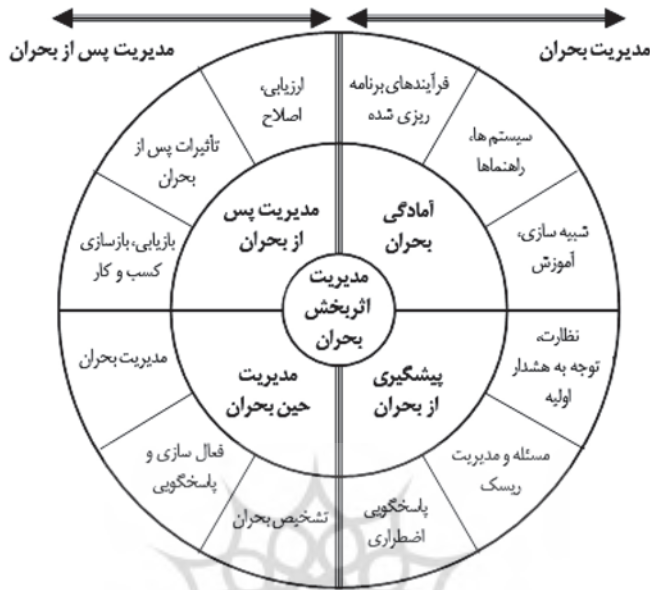 مدیریت بحران
مدیریت پس از بحران
فرآیندهای برنامه
ریزی شده
سیستم ها،
راهنماها
شبیه سازی،
آموزش
نظارت،
توجه به هشدار
اولیه
مسئله و مدیریت
ریسک
پاسخگویی
اضطراری
تشخیص بحران
فعال سازی و
پاسخگویی
مدیریت بحران
بازیابی، بازسازی
کسب و کار
تأثیرات پس از
بحران
ارزیابی،
اصلاح
آمادگی
بحران
پیشگیری
از بحران
مدیریت
حین بحران
مدیریت پس
از بحران
مدیریت
اثربخش
بحران